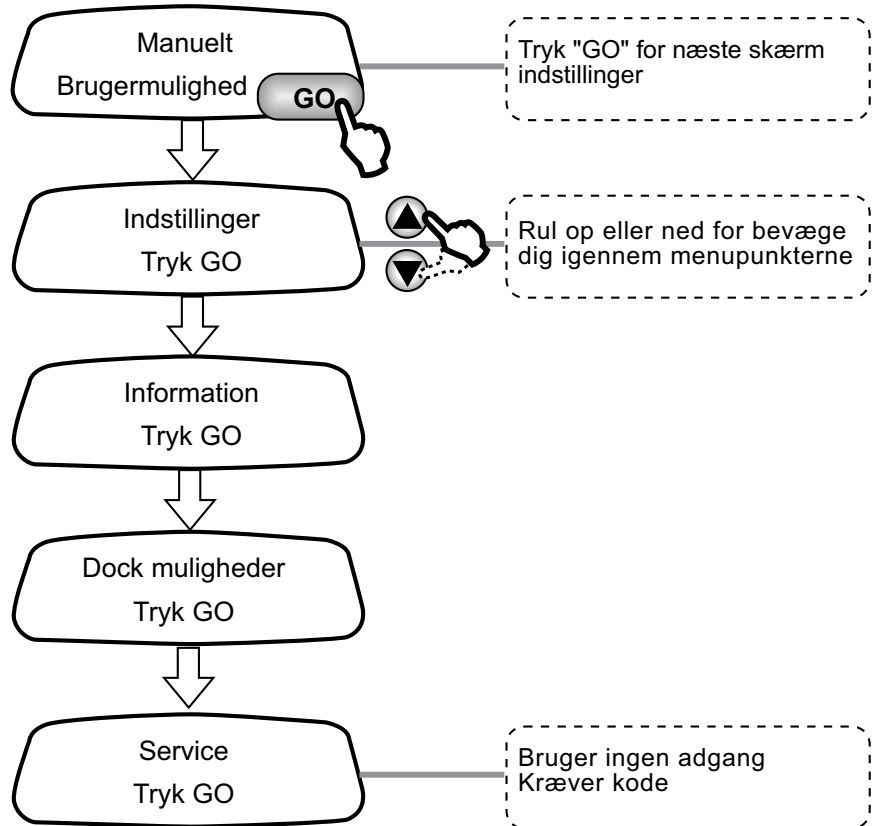 Manuelt
Brugermulighed
GO
Tryk "GO" for næste skærm
indstillinger
Indstillinger
Tryk GO
Rul op eller ned for bevæge
dig igennem menupunkterne
Information
Tryk GO
Dock muligheder
Tryk GO
Service
Tryk GO
Bruger ingen adgang
Kræver kode